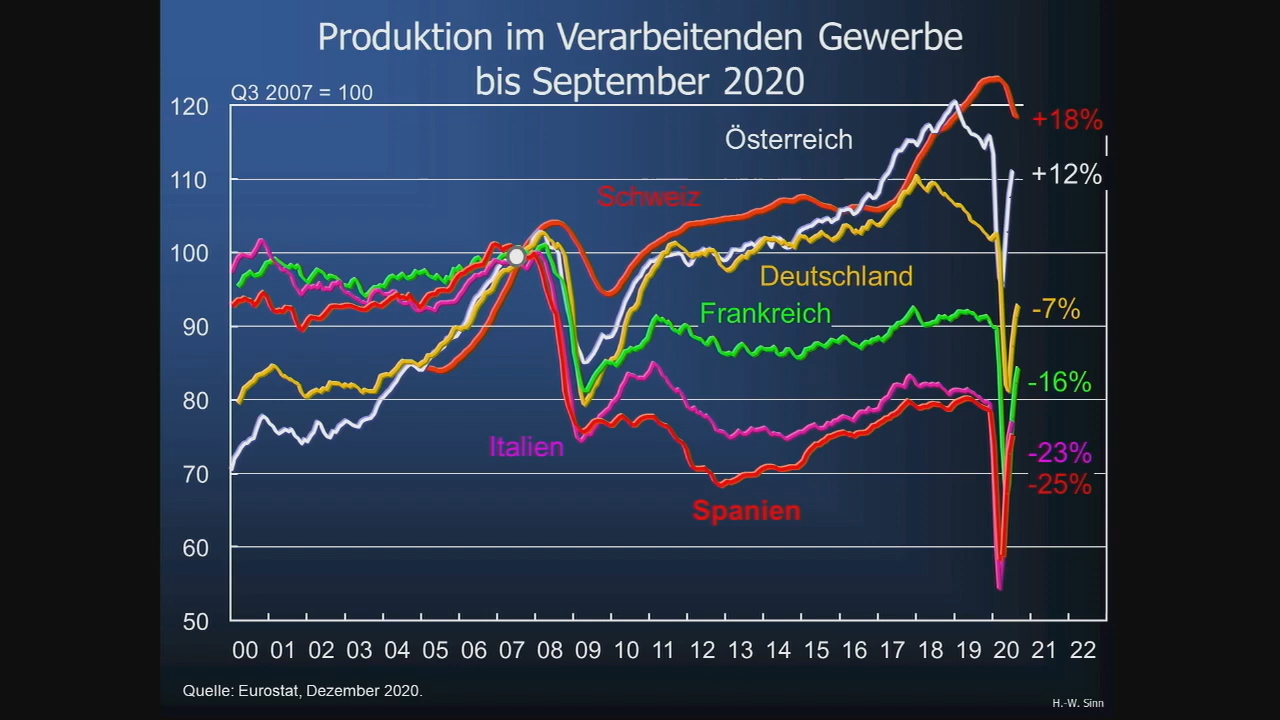 Produktion im Verarbeitenden Gewerbe
bis September 2020
Q3 2007 = 100
120
110
100
90
80
70
60
50
Österreich
Schweiz
Deutschland
Frankreich
Italien
Spanien
+18%
+12%
-7%
-16%
-23%
-25%
00 01 02 03 04 05 06 07 08 09 10 11 12 13 14 15 16 17 18 19 20 21 22
Quelle: Eurostat, Dezember 2020.
H.-W. Sinn